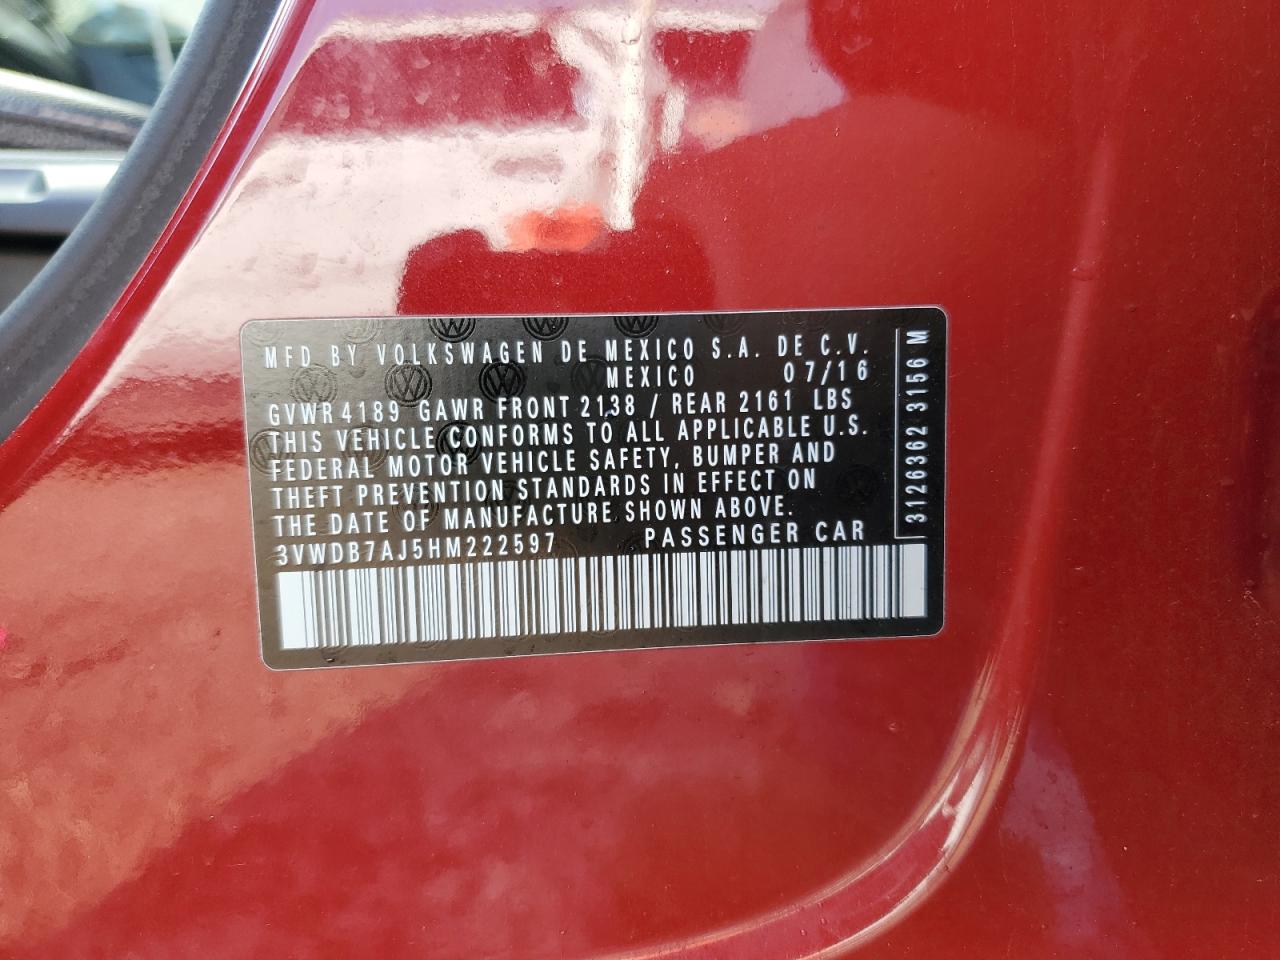 MFD BY VOLKSWAGEN DE MEXICO S.A. DE C.V.
MEXICO 07/16
GVWR 4189 GAWR FRONT 2138 / REAR 2161 LBS
THIS VEHICLE CONFORMS TO ALL APPLICABLE U.S.
FEDERAL MOTOR VEHICLE SAFETY, BUMPER AND
THEFT PREVENTION STANDARDS IN EFFECT ON
THE DATE OF MANUFACTURE SHOWN ABOVE.
3VWDB7AJ5HM222597 PASSENGER CAR
3126362 3156 M